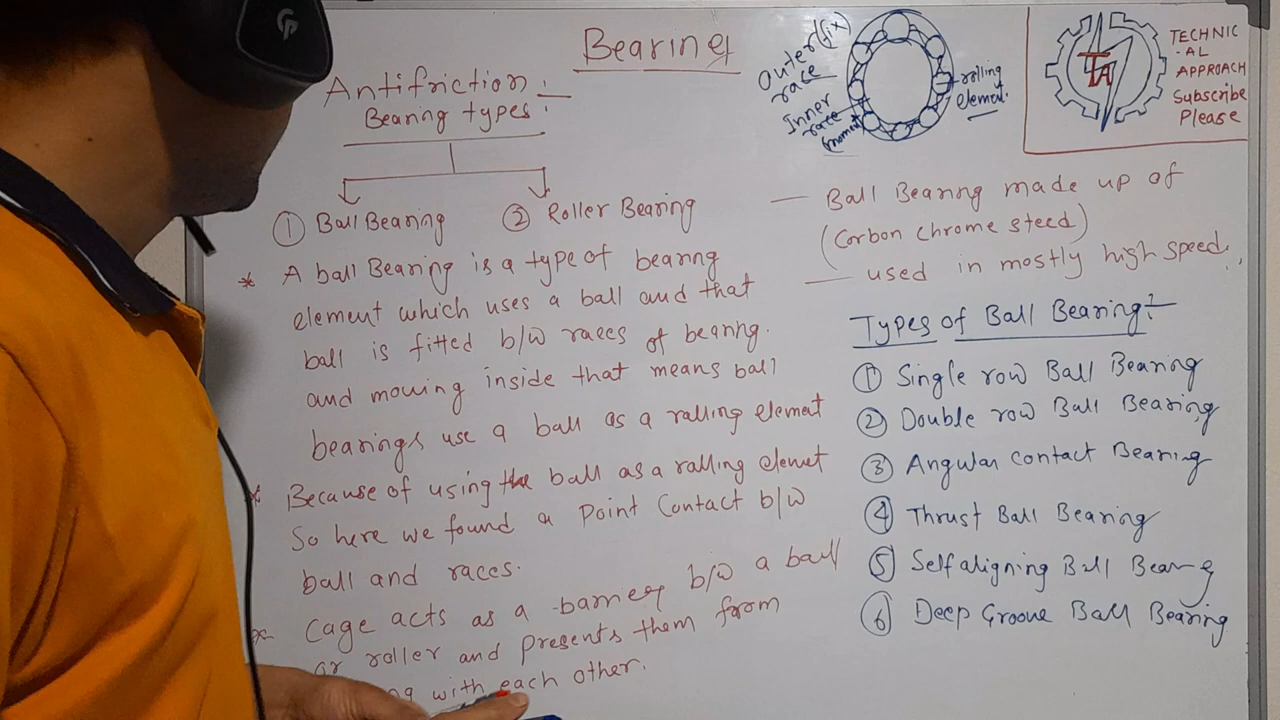 Bearing
Antifriction :-
Bearing types :
① Ball Bearing
② Roller Bearing
* A ball Bearing is a type of bearing
element which uses a ball and that
ball is fitted b/w races of bearing.
and moving inside that means ball
bearings use a ball as a ralling element
* Because of using the ball as a ralling elemet
So here we found a Point Contact b/w
ball and races.
Cage acts as a barrier b/w a ball
or roller and presents them from
with each other.
Outer (fix)
race
Inner
race
rolling
element.
TECHNIC
-AL
APPROACH
Subscribe
Please
TA
— Ball Bearing made up of
(Corbon chrome steed)
— used in mostly high speed.
Types of Ball Bearing :-
① Single row Ball Bearing
② Double row Ball Bearing
③ Angular contact Bearing
④ Thrust Ball Bearing
⑤ Self aligning Ball Bearing
⑥ Deep Groove Ball Bearing